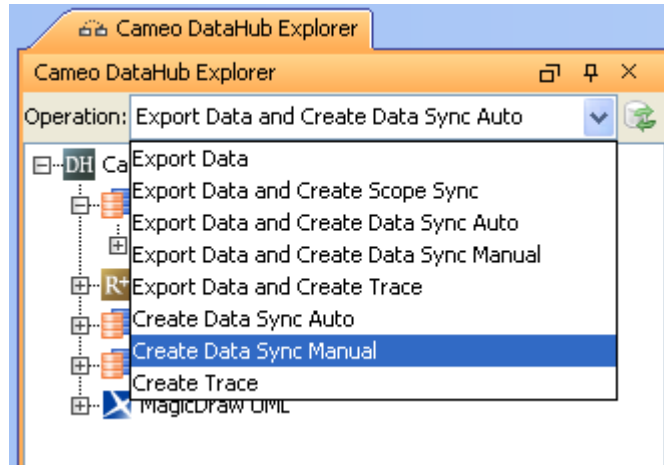 Cameo DataHub Explorer
Cameo DataHub Explorer
Operation: Export Data and Create Data Sync Auto
DH Ca
Export Data
Export Data and Create Scope Sync
Export Data and Create Data Sync Auto
Export Data and Create Data Sync Manual
R+ Export Data and Create Trace
Create Data Sync Auto
Create Data Sync Manual
Create Trace
MagicDraw UML